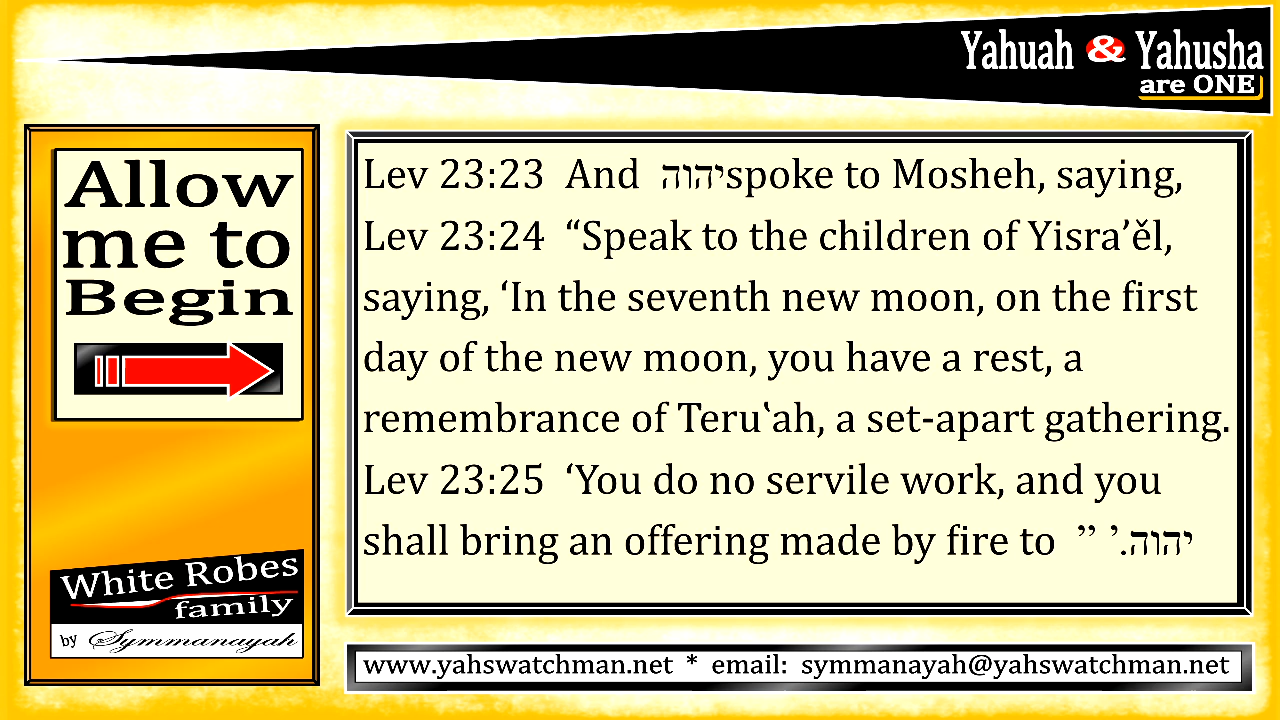 Yahuah & Yahusha
are ONE
Allow
me to
Begin
White Robes
family
by Symmanayah
Lev 23:23 And יהוהspoke to Mosheh, saying,
Lev 23:24 “Speak to the children of Yisra’ĕl,
saying, ‘In the seventh new moon, on the first
day of the new moon, you have a rest, a
remembrance of Teru‛ah, a set-apart gathering.
Lev 23:25 ‘You do no servile work, and you
shall bring an offering made by fire to יהוה.’ ”
www.yahswatchman.net * email: symmanayah@yahswatchman.net